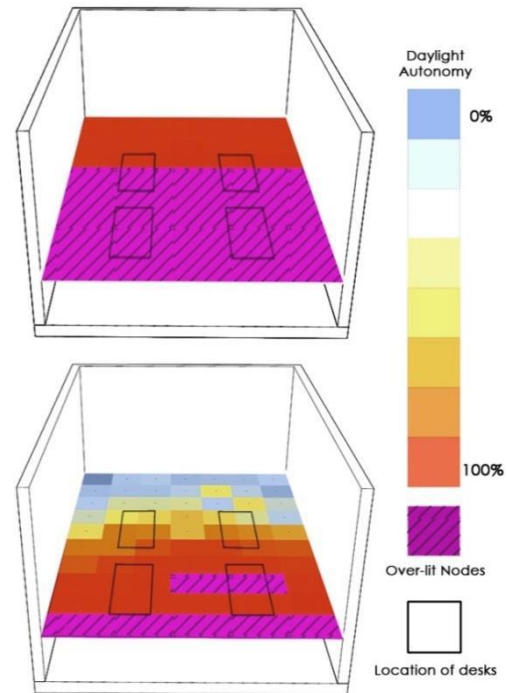 Daylight
Autonomy
0%
100%
Over-lit Nodes
Location of desks